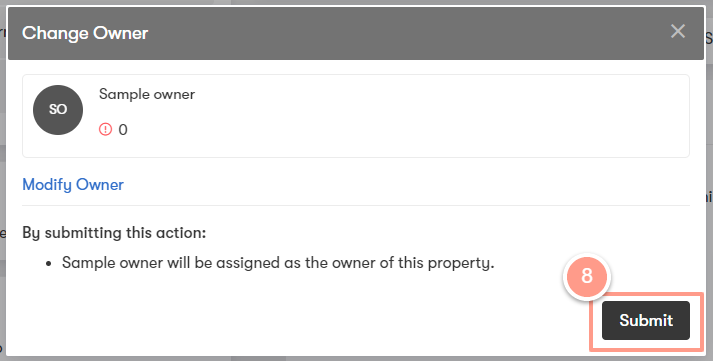 Change Owner
SO
Sample owner
0
Modify Owner
By submitting this action:
• Sample owner will be assigned as the owner of this property.
8
Submit